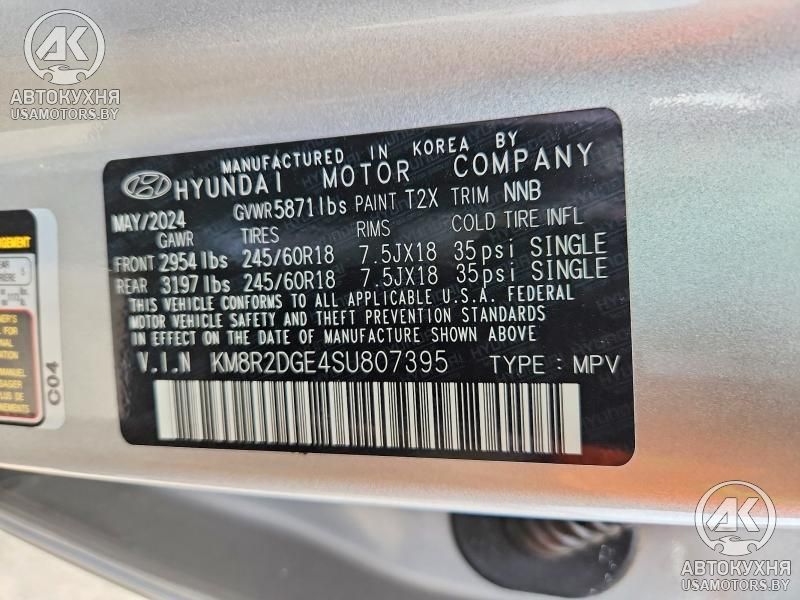 AK
АВТОКУХНЯ
USAMOTORS.BY
MANUFACTURED IN KOREA BY
HYUNDAI MOTOR COMPANY
MAY/2024 GVWR 5871 lbs PAINT T2X TRIM NNB
GAWR TIRES RIMS COLD TIRE INFL
FRONT 2954 lbs 245/60R18 7.5JX18 35psi SINGLE
REAR 3197 lbs 245/60R18 7.5JX18 35psi SINGLE
THIS VEHICLE CONFORMS TO ALL APPLICABLE U.S.A. FEDERAL
MOTOR VEHICLE SAFETY AND THEFT PREVENTION STANDARDS
IN EFFECT ON THE DATE OF MANUFACTURE SHOWN ABOVE.
V.I.N KM8R2DGE4SU807395 TYPE : MPV
C04
AK
АВТОКУХНЯ
USAMOTORS.BY